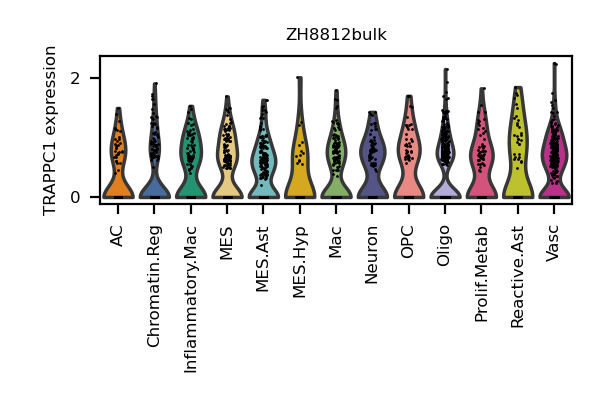 ZH8812bulk
TRAPPC1 expression
2
0
AC
Chromatin.Reg
Inflammatory.Mac
MES
MES.Ast
MES.Hyp
Mac
Neuron
OPC
Oligo
Prolif.Metab
Reactive.Ast
Vasc